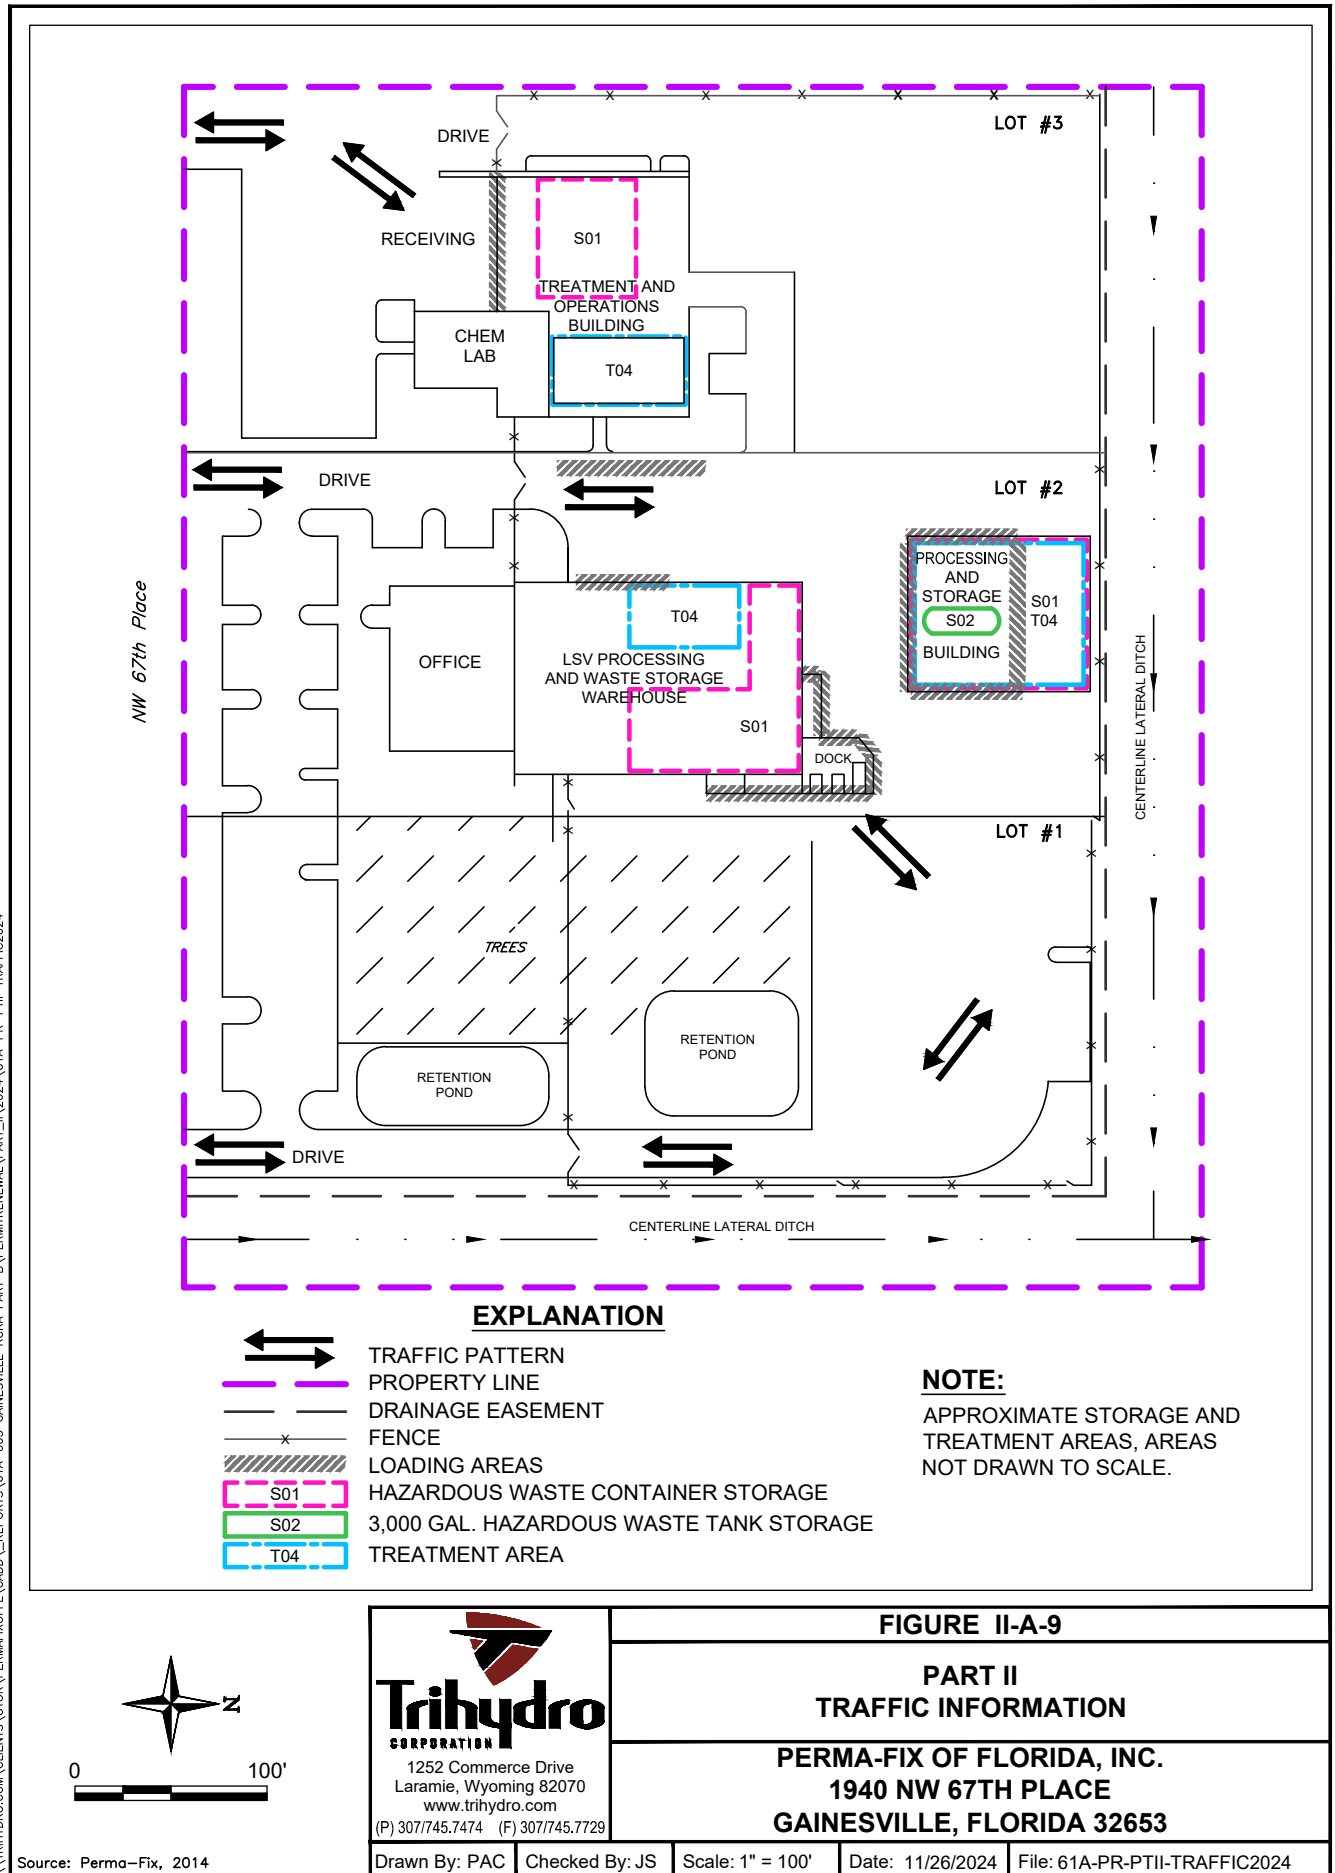 LOT #3
DRIVE
RECEIVING
S01
TREATMENT AND
OPERATIONS
BUILDING
CHEM
LAB
T04
DRIVE
LOT #2
NW 67th Place
PROCESSING
AND
STORAGE
S02
BUILDING
S01
T04
OFFICE
T04
LSV PROCESSING
AND WASTE STORAGE
WAREHOUSE
S01
DOCK
CENTERLINE LATERAL DITCH
LOT #1
TREES
RETENTION
POND
RETENTION
POND
DRIVE
CENTERLINE LATERAL DITCH
EXPLANATION
TRAFFIC PATTERN
PROPERTY LINE
DRAINAGE EASEMENT
x FENCE
LOADING AREAS
S01 HAZARDOUS WASTE CONTAINER STORAGE
S02 3,000 GAL. HAZARDOUS WASTE TANK STORAGE
T04 TREATMENT AREA
NOTE:
APPROXIMATE STORAGE AND
TREATMENT AREAS, AREAS
NOT DRAWN TO SCALE.
N
0 100'
Source: Perma-Fix, 2014
Trihydro
CORPORATION
1252 Commerce Drive
Laramie, Wyoming 82070
www.trihydro.com
(P) 307/745.7474 (F) 307/745.7729
FIGURE II-A-9
PART II
TRAFFIC INFORMATION
PERMA-FIX OF FLORIDA, INC.
1940 NW 67TH PLACE
GAINESVILLE, FLORIDA 32653
Drawn By: PAC Checked By: JS Scale: 1" = 100' Date: 11/26/2024 File: 61A-PR-PTII-TRAFFIC2024